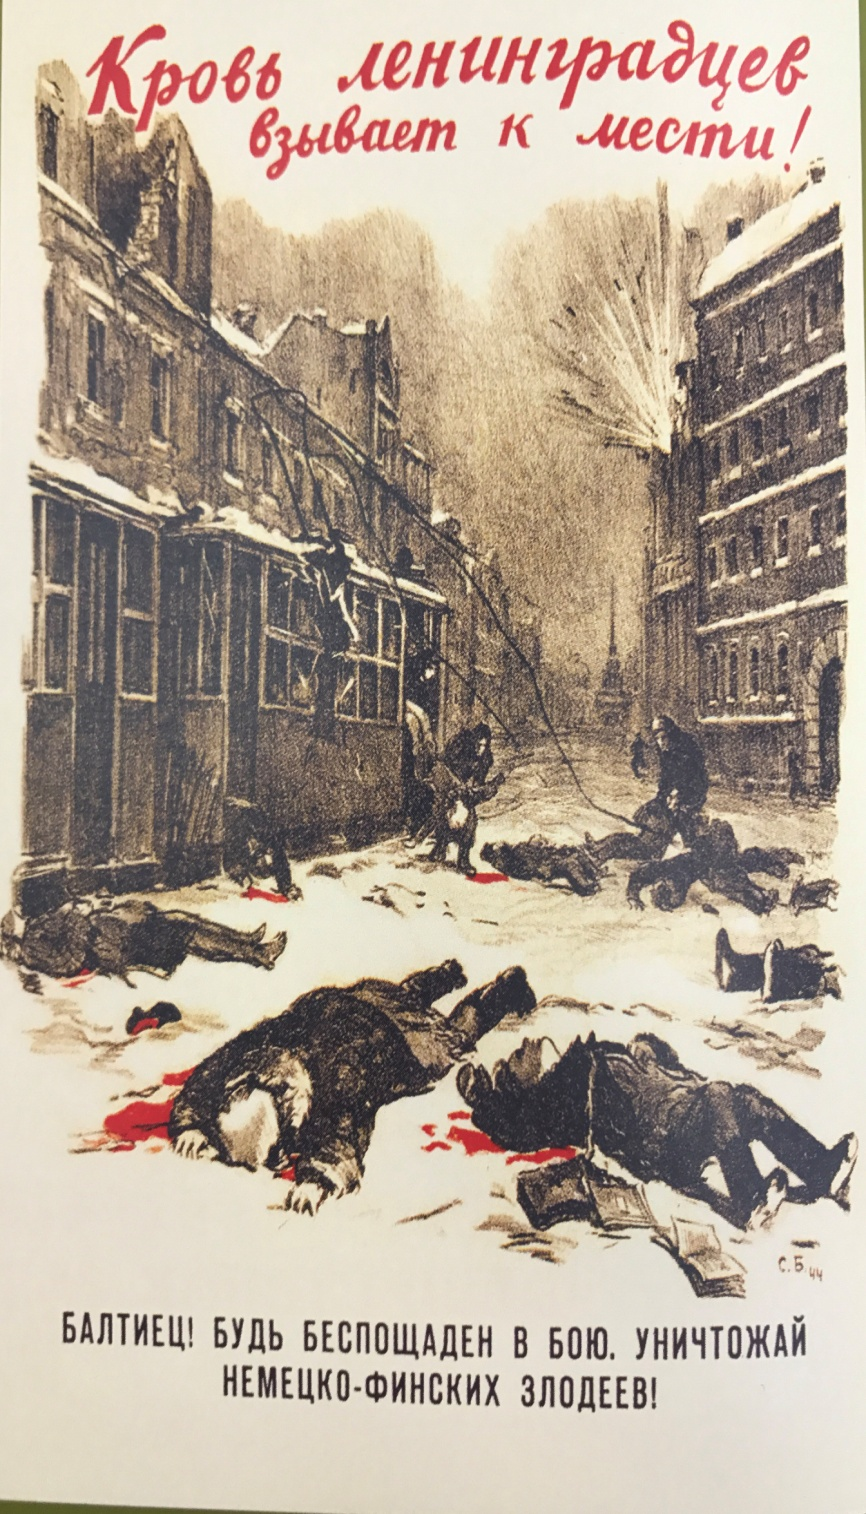 Кровь ленинградцев
взывает к мести!
С.Б.44
БАЛТИЕЦ! БУДЬ БЕСПОЩАДЕН В БОЮ. УНИЧТОЖАЙ
НЕМЕЦКО-ФИНСКИХ ЗЛОДЕЕВ!